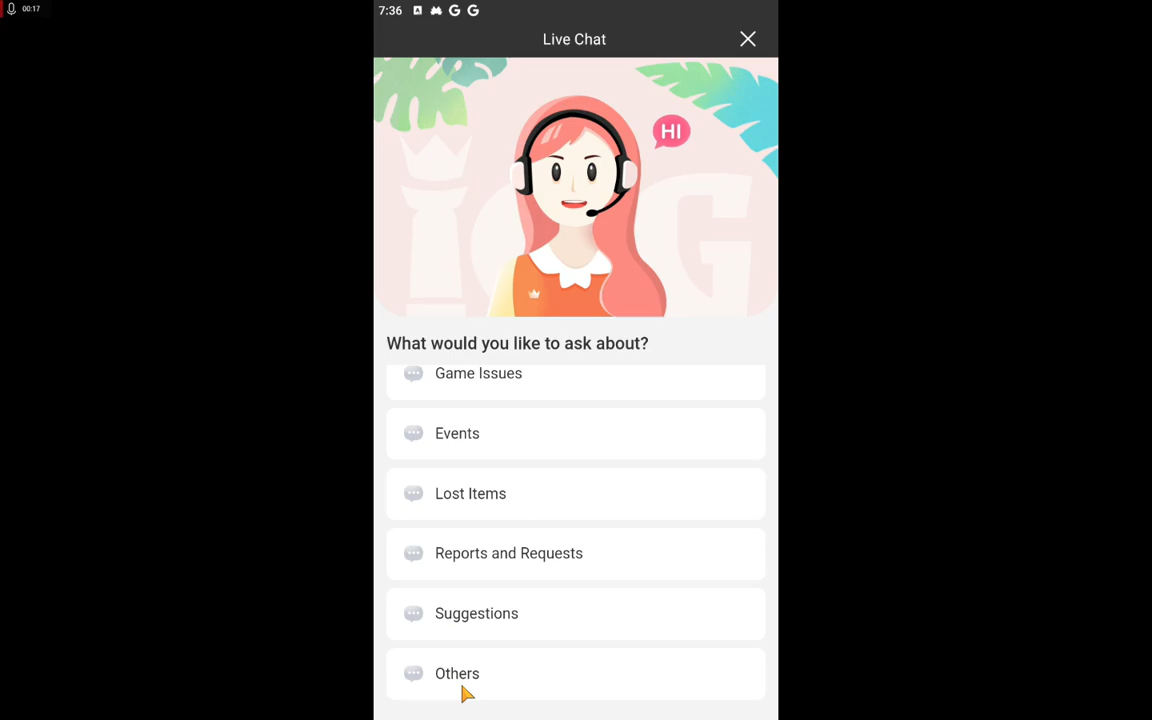 00:17
7:36 A G G
Live Chat
HI
IGG
What would you like to ask about?
Game Issues
Events
Lost Items
Reports and Requests
Suggestions
Others